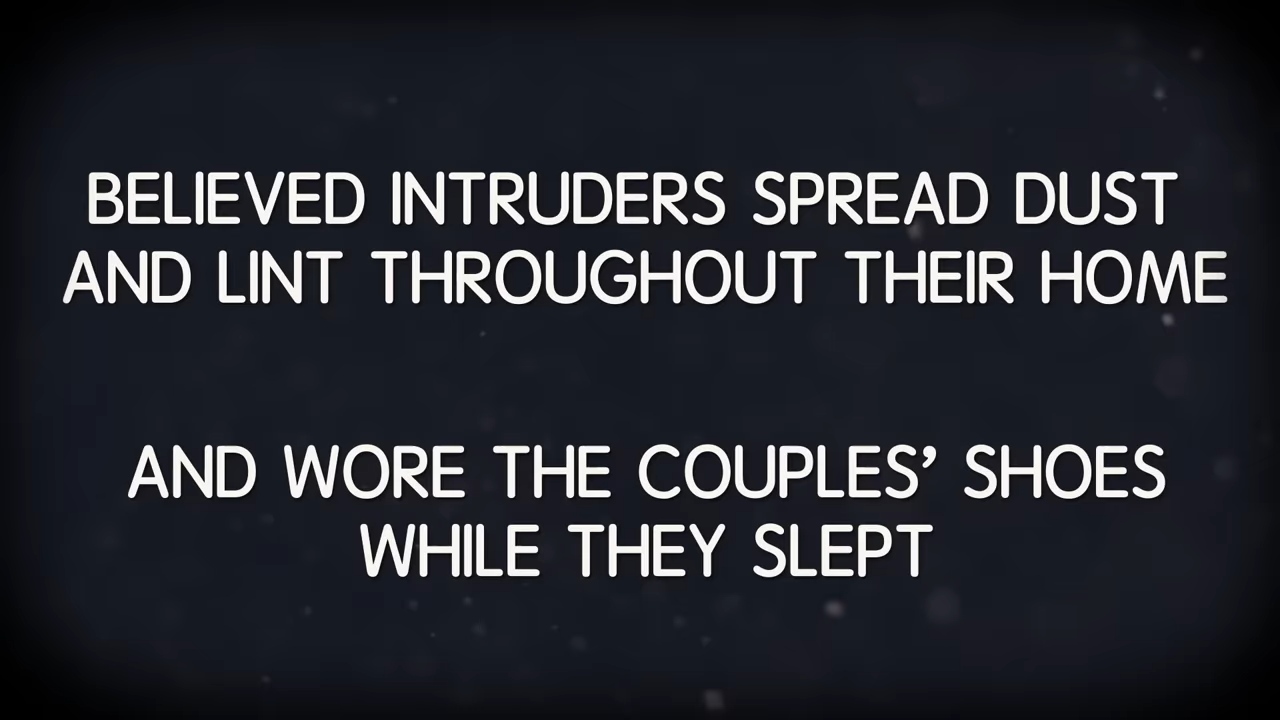 BELIEVED INTRUDERS SPREAD DUST
AND LINT THROUGHOUT THEIR HOME
AND WORE THE COUPLES’ SHOES
WHILE THEY SLEPT